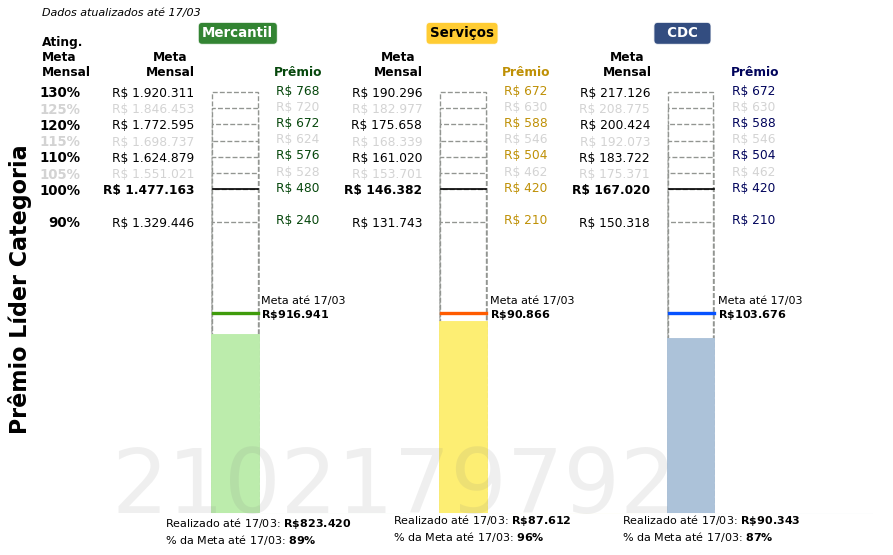 Dados atualizados até 17/03
Mercantil
Serviços
CDC
Ating. Meta Mensal
Meta Mensal
Prêmio
Meta Mensal
Prêmio
Meta Mensal
Prêmio
130% R$ 1.920.311 R$ 768 R$ 190.296 R$ 672 R$ 217.126 R$ 672
125% R$ 1.846.453 R$ 720 R$ 182.977 R$ 630 R$ 208.775 R$ 630
120% R$ 1.772.595 R$ 672 R$ 175.658 R$ 588 R$ 200.424 R$ 588
115% R$ 1.698.737 R$ 624 R$ 168.339 R$ 546 R$ 192.073 R$ 546
110% R$ 1.624.879 R$ 576 R$ 161.020 R$ 504 R$ 183.722 R$ 504
105% R$ 1.551.021 R$ 528 R$ 153.701 R$ 462 R$ 175.371 R$ 462
100% R$ 1.477.163 R$ 480 R$ 146.382 R$ 420 R$ 167.020 R$ 420
90% R$ 1.329.446 R$ 240 R$ 131.743 R$ 210 R$ 150.318 R$ 210
Prêmio Líder Categoria
Meta até 17/03
R$916.941
Meta até 17/03
R$90.866
Meta até 17/03
R$103.676
2102179792
Realizado até 17/03: R$823.420
% da Meta até 17/03: 89%
Realizado até 17/03: R$87.612
% da Meta até 17/03: 96%
Realizado até 17/03: R$90.343
% da Meta até 17/03: 87%